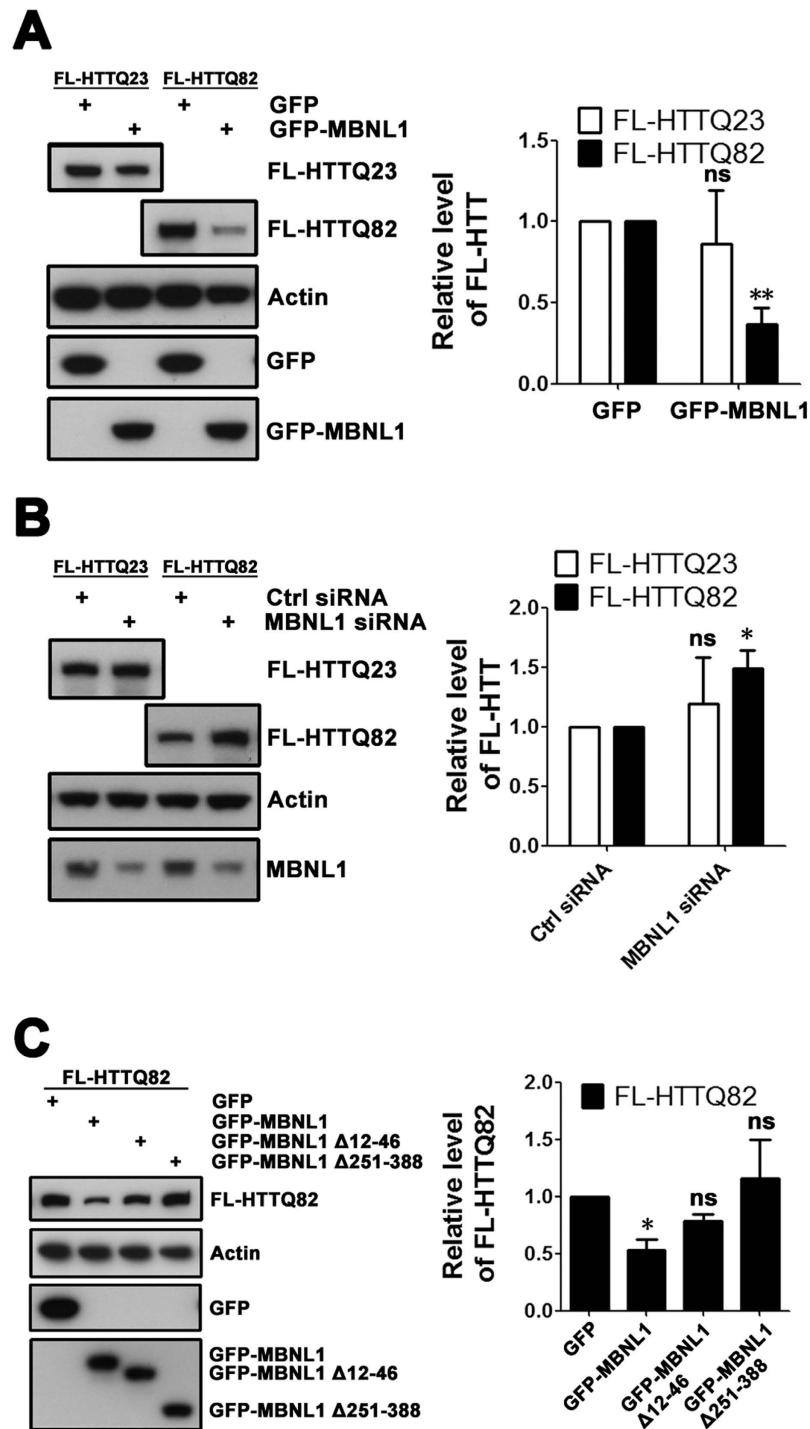 A
FL-HTTQ23 FL-HTTQ82
+ + GFP
+ + GFP-MBNL1
FL-HTTQ23
FL-HTTQ82
Actin
GFP
GFP-MBNL1
Relative level
of FL-HTT
1.5
1.0
0.5
0.0
FL-HTTQ23
FL-HTTQ82
ns
**
GFP GFP-MBNL1
B
FL-HTTQ23 FL-HTTQ82
+ + Ctrl siRNA
+ + MBNL1 siRNA
FL-HTTQ23
FL-HTTQ82
Actin
MBNL1
Relative level
of FL-HTT
2.0
1.5
1.0
0.5
0.0
FL-HTTQ23
FL-HTTQ82
ns *
Ctrl siRNA
MBNL1 siRNA
C
FL-HTTQ82
+ GFP
+ GFP-MBNL1
+ GFP-MBNL1 Δ12-46
+ GFP-MBNL1 Δ251-388
FL-HTTQ82
Actin
GFP
GFP-MBNL1
GFP-MBNL1 Δ12-46
GFP-MBNL1 Δ251-388
Relative level
of FL-HTTQ82
2.0
1.5
1.0
0.5
0.0
FL-HTTQ82
*
ns
ns
GFP
GFP-MBNL1
GFP-MBNL1
Δ12-46
GFP-MBNL1
Δ251-388